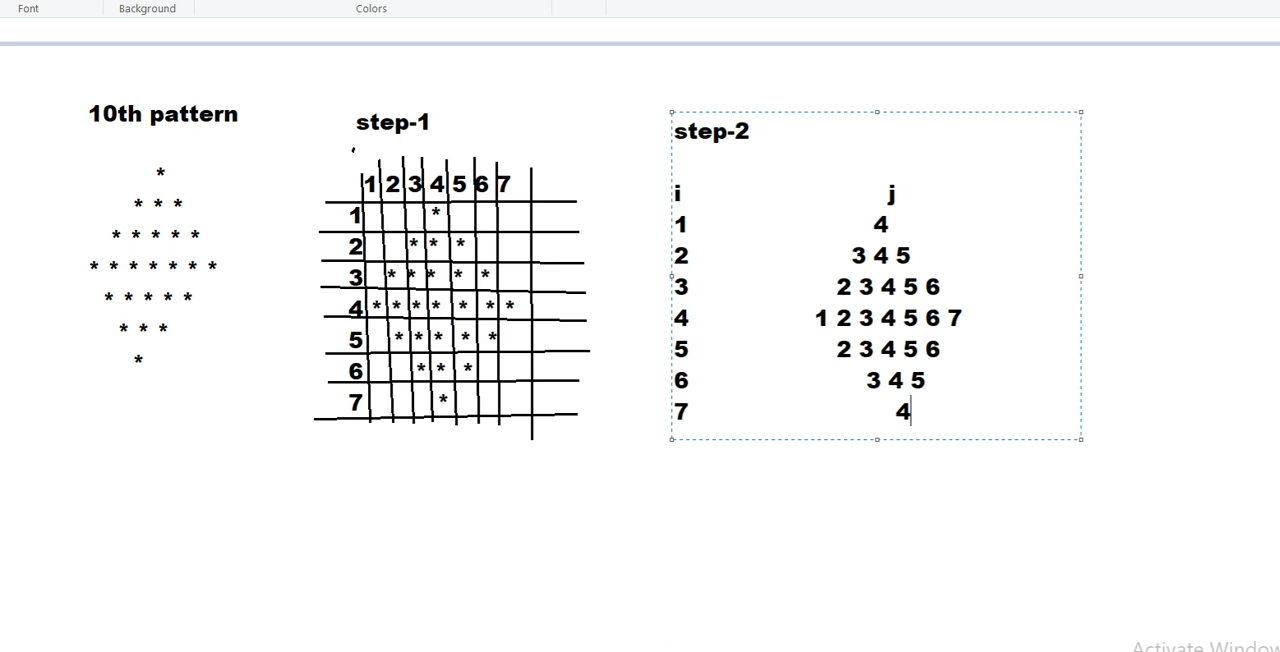 Font Background Colors
10th pattern
*
* * *
* * * * *
* * * * * * *
* * * * *
* * *
*
step-1
1 2 3 4 5 6 7
1 *
2 * * *
3 * * * * *
4 * * * * * * *
5 * * * * *
6 * * *
7 *
step-2
i j
1 4
2 3 4 5
3 2 3 4 5 6
4 1 2 3 4 5 6 7
5 2 3 4 5 6
6 3 4 5
7 4
Activate Window